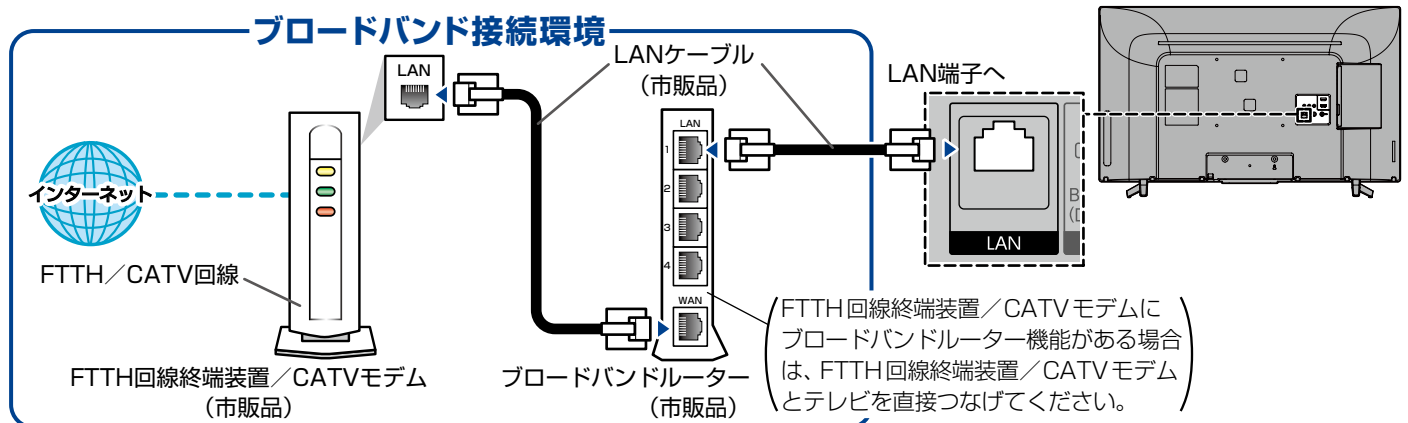 ブロードバンド接続環境
LAN
LANケーブル
（市販品）
LAN端子へ
LAN
1
2
3
4
WAN
インターネット
LAN
FTTH／CATV回線
FTTH回線終端装置／CATVモデム
（市販品）
ブロードバンドルーター
（市販品）
FTTH回線終端装置／CATVモデムに
ブロードバンドルーター機能がある場合
は、FTTH回線終端装置／CATVモデム
とテレビを直接つなげてください。